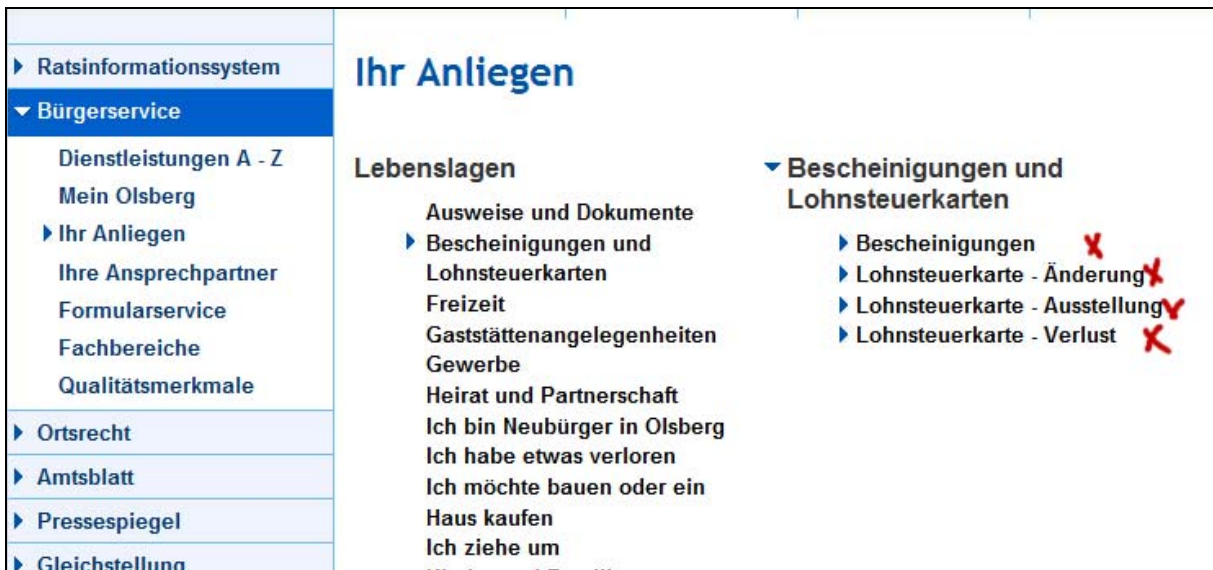 Ratsinformationssystem
Bürgerservice
Dienstleistungen A - Z
Mein Olsberg
Ihr Anliegen
Ihre Ansprechpartner
Formularservice
Fachbereiche
Qualitätsmerkmale
Ortsrecht
Amtsblatt
Pressespiegel
Gleichstellung
Ihr Anliegen
Lebenslagen
Ausweise und Dokumente
Bescheinigungen und
Lohnsteuerkarten
Freizeit
Gaststättenangelegenheiten
Gewerbe
Heirat und Partnerschaft
Ich bin Neubürger in Olsberg
Ich habe etwas verloren
Ich möchte bauen oder ein
Haus kaufen
Ich ziehe um
Bescheinigungen und
Lohnsteuerkarten
Bescheinigungen
Lohnsteuerkarte - Änderung
Lohnsteuerkarte - Ausstellung
Lohnsteuerkarte - Verlust